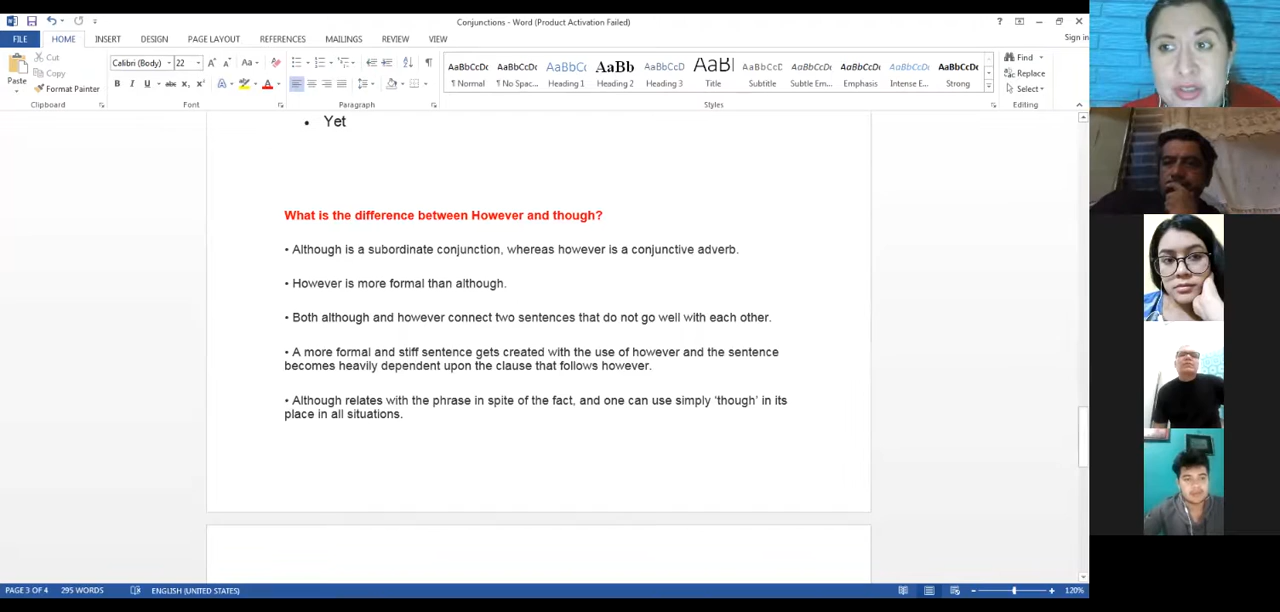 Conjunctions - Word (Product Activation Failed)
Sign in
FILE HOME INSERT DESIGN PAGE LAYOUT REFERENCES MAILINGS REVIEW VIEW
Paste
Cut
Copy
Format Painter
Clipboard
Calibri (Body) 22
Font
Paragraph
AaBbCcDc AaBbCcDc AaBbCc AaBb AaBbCcD AaBl AaBbCcD AaBbCcDc AaBbCcDc AaBbCcDc AaBbCcDc
¶ Normal ¶ No Spac... Heading 1 Heading 2 Heading 3 Title Subtitle Subtle Em... Emphasis Intense E... Strong
Styles
Find
Replace
Select
Editing
• Yet
What is the difference between However and though?
• Although is a subordinate conjunction, whereas however is a conjunctive adverb.
• However is more formal than although.
• Both although and however connect two sentences that do not go well with each other.
• A more formal and stiff sentence gets created with the use of however and the sentence
becomes heavily dependent upon the clause that follows however.
• Although relates with the phrase in spite of the fact, and one can use simply ‘though’ in its
place in all situations.
PAGE 3 OF 4 295 WORDS ENGLISH (UNITED STATES) 120%